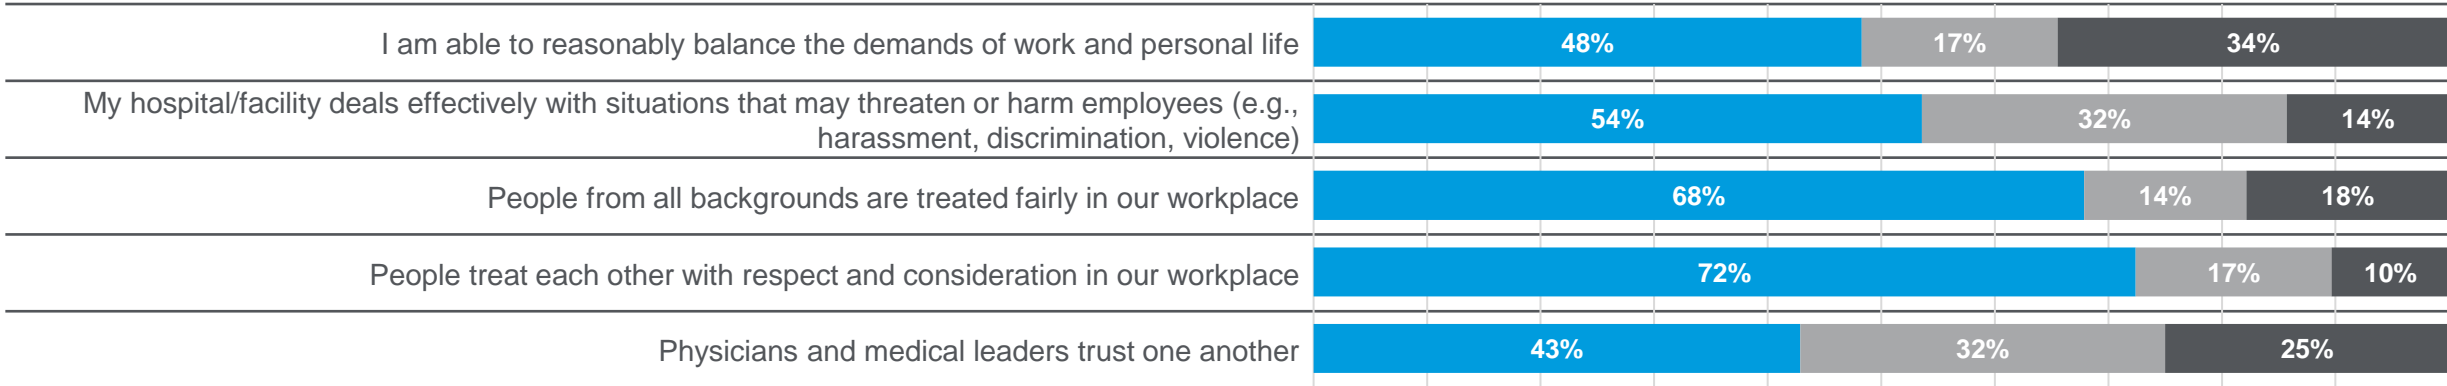 I am able to reasonably balance the demands of work and personal life 48% 17% 34%
My hospital/facility deals effectively with situations that may threaten or harm employees (e.g.,
harassment, discrimination, violence) 54% 32% 14%
People from all backgrounds are treated fairly in our workplace 68% 14% 18%
People treat each other with respect and consideration in our workplace 72% 17% 10%
Physicians and medical leaders trust one another 43% 32% 25%